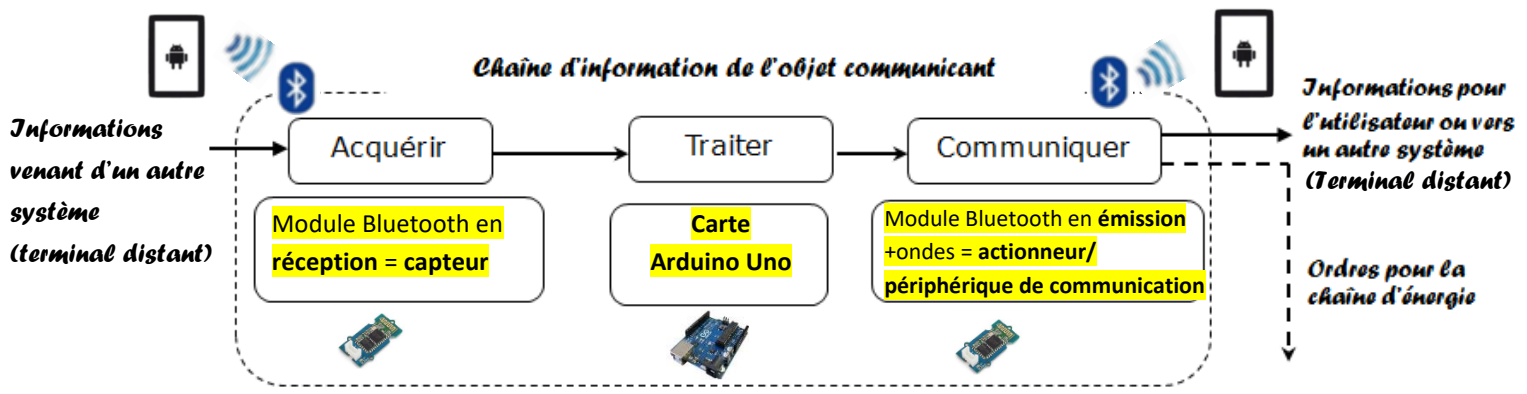 Chaîne d'information de l'objet communicant
Informations
venant d'un autre
système
(terminal distant)
Acquérir
Traiter
Communiquer
Module Bluetooth en
réception = capteur
Carte
Arduino Uno
Module Bluetooth en émission
+ondes = actionneur/
périphérique de communication
Informations pour
l'utilisateur ou vers
un autre système
(Terminal distant)
Ordres pour la
chaîne d'énergie